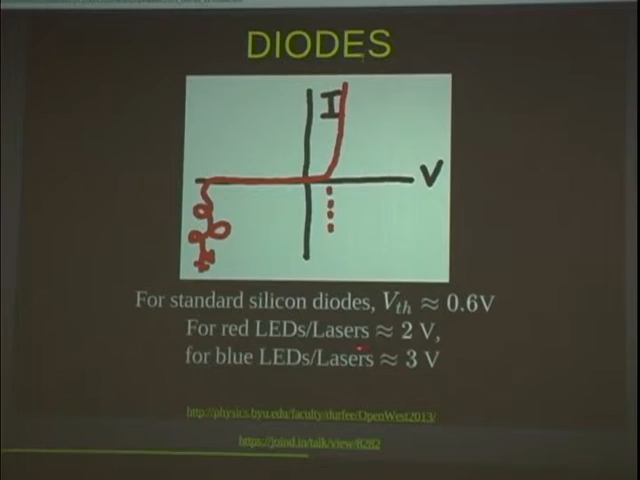 DIODES
I
V
For standard silicon diodes, Vth ≈ 0.6V
For red LEDs/Lasers ≈ 2 V,
for blue LEDs/Lasers ≈ 3 V
http://physics.byu.edu/faculty/durfee/OpenWest2013/
https://joind.in/talk/view/8282